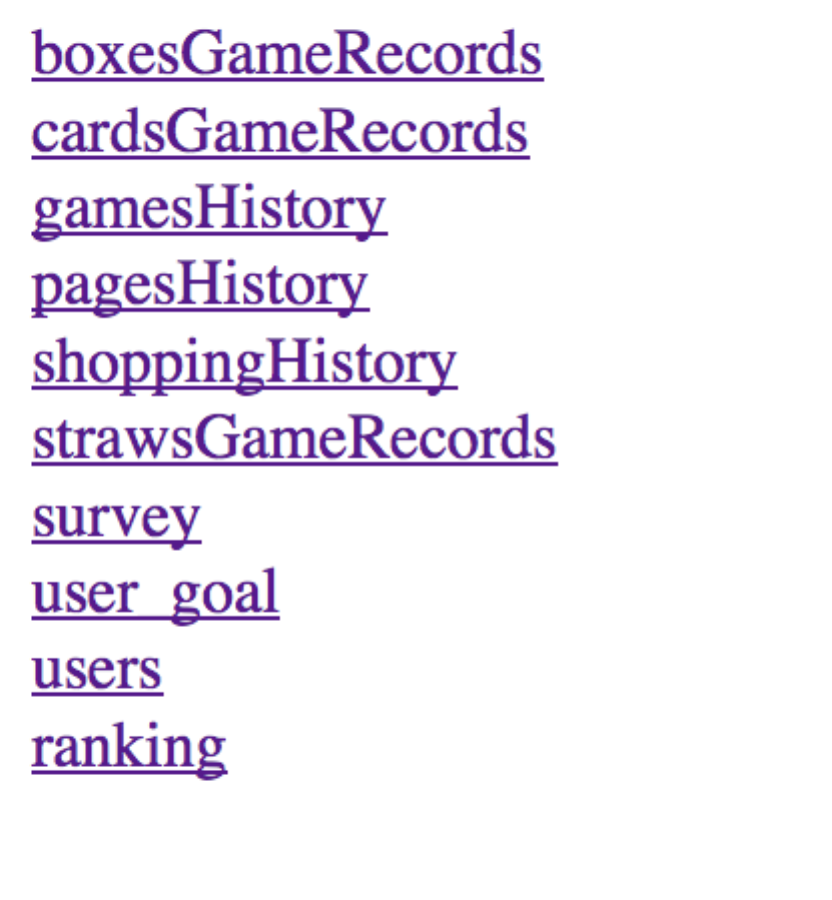 boxesGameRecords
cardsGameRecords
gamesHistory
pagesHistory
shoppingHistory
strawsGameRecords
survey
user_goal
users
ranking